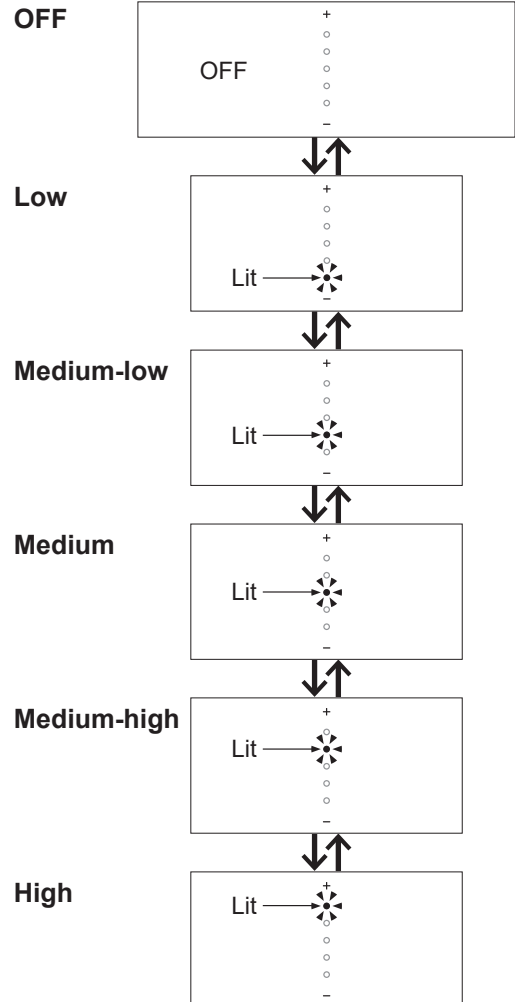 OFF
+
OFF
–
Low
+
Lit
–
Medium-low
+
Lit
–
Medium
+
Lit
–
Medium-high
+
Lit
–
High
+
Lit
–